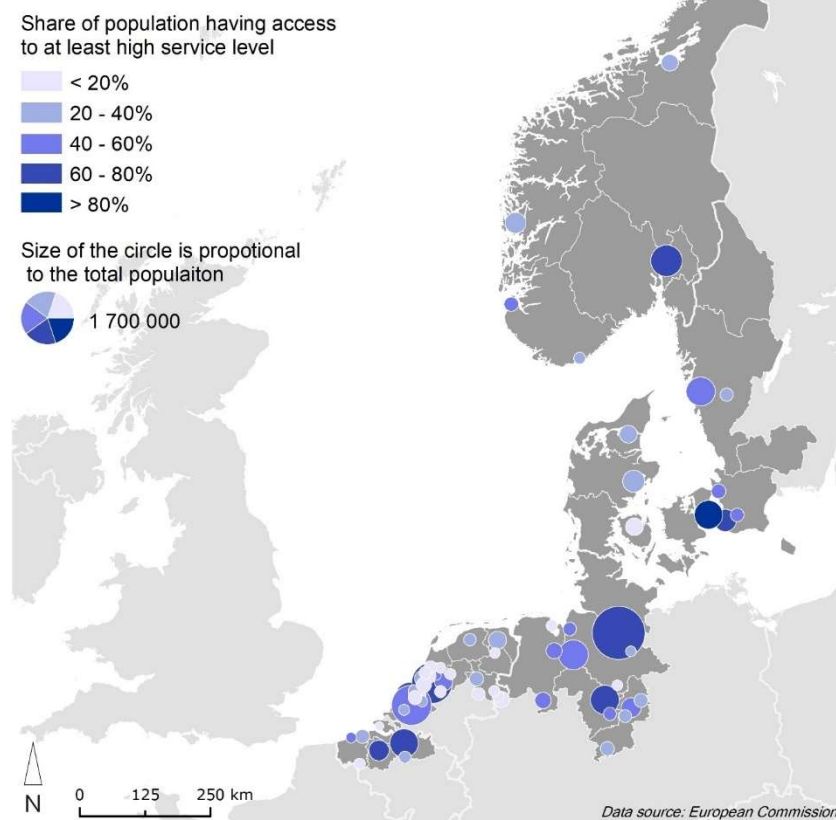 Share of population having access
to at least high service level
< 20%
20 - 40%
40 - 60%
60 - 80%
> 80%
Size of the circle is propotional
to the total populaiton
1 700 000
N
0 125 250 km
Data source: European Commission